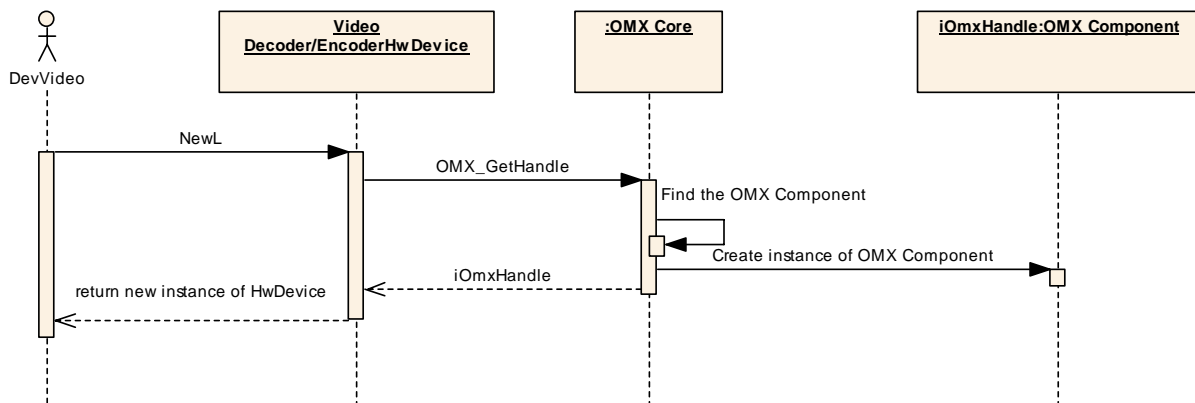 DevVideo
Video
Decoder/EncoderHwDevice
:OMX Core
iOmxHandle:OMX Component
NewL
OMX_GetHandle
Find the OMX Component
Create instance of OMX Component
iOmxHandle
return new instance of HwDevice